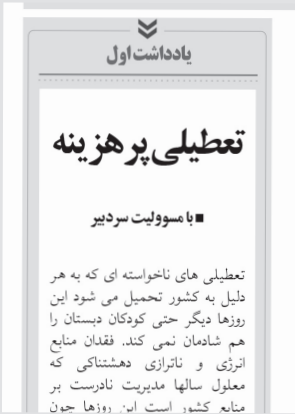 یادداشت اول
تعطیلی پر هزینه
■ با مسوولیت سردبیر
تعطیلی های ناخواسته ای که به هر
دلیل به کشور تحمیل می شود این
روزها دیگر حتی کودکان دبستان را
هم شادمان نمی کند. فقدان منابع
انرژی و ناترازی دهشتناکی که
معلول سالها مدیریت نادرست بر
منابع کشور است این روزها چون